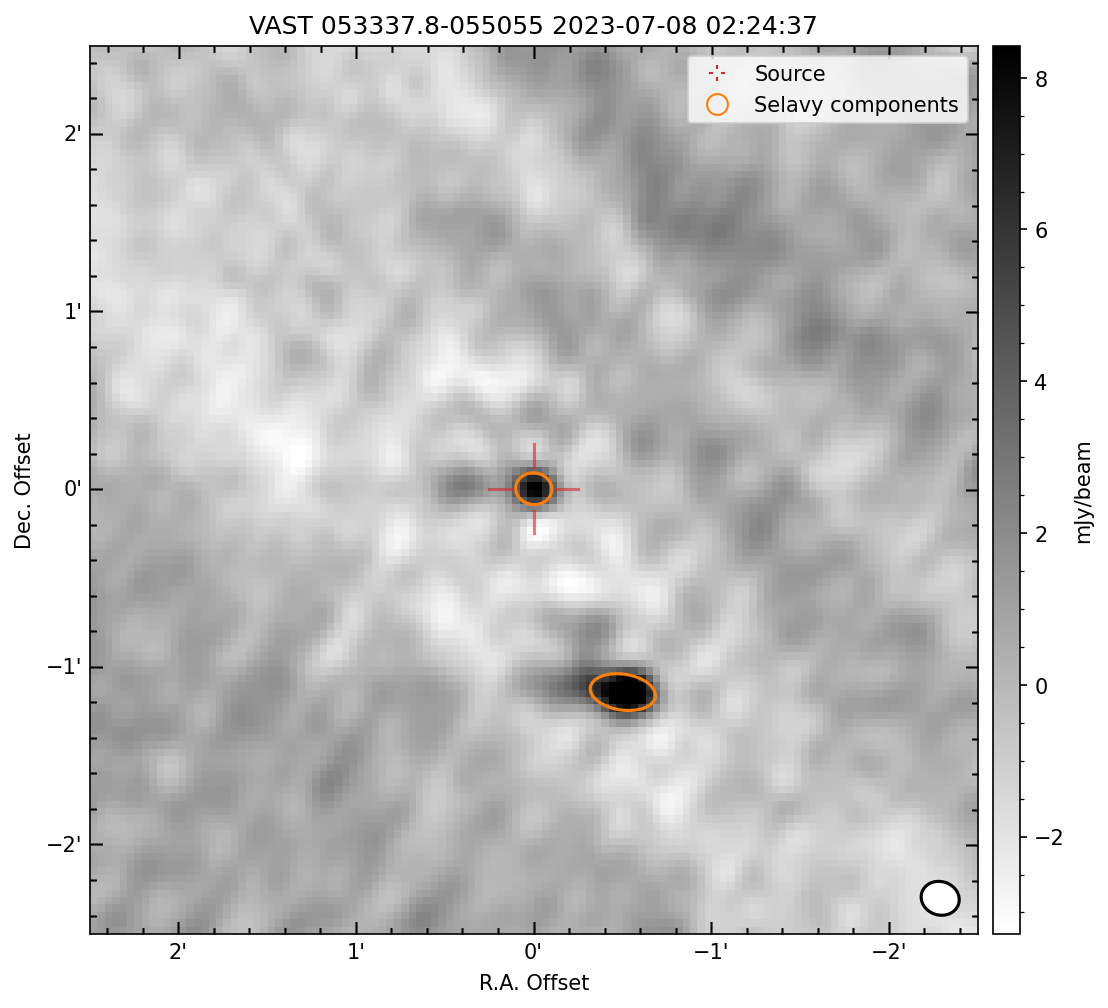 VAST 053337.8-055055 2023-07-08 02:24:37
Source
Selavy components
2'
1'
0'
−1'
−2'
Dec. Offset
2'
1'
0'
−1'
−2'
R.A. Offset
8
6
4
2
0
−2
mJy/beam